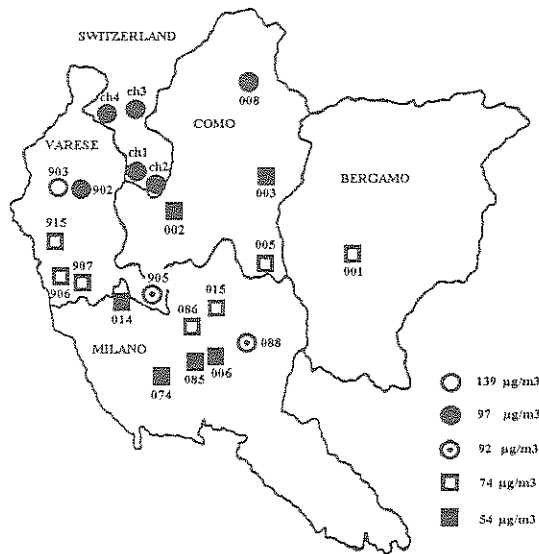 SWITZERLAND
ch4
ch3
008
COMO
VARESE
903
902
ch1
ch2
003
BERGAMO
002
915
005
001
906
907
905
014
086
015
088
MILANO
074
085
006
139 µg/m3
97 µg/m3
92 µg/m3
74 µg/m3
54 µg/m3